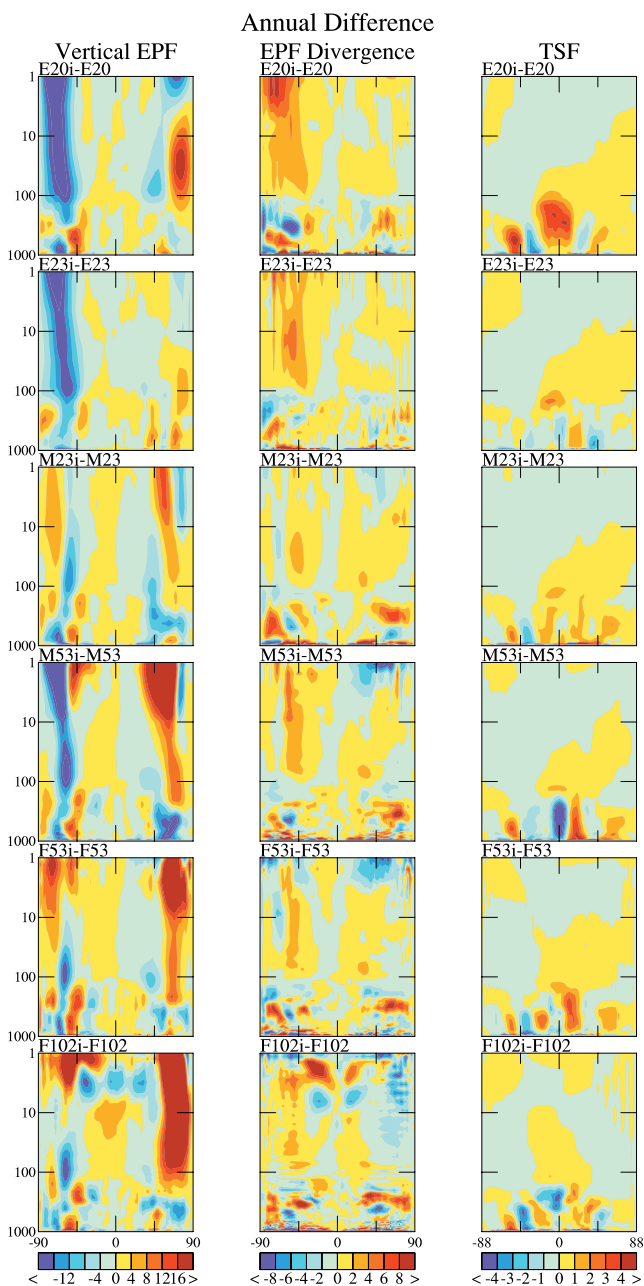 Annual Difference
Vertical EPF EPF Divergence TSF
E20i-E20 E20i-E20 E20i-E20
1
10
100
1000
E23i-E23 E23i-E23 E23i-E23
1
10
100
1000
M23i-M23 M23i-M23 M23i-M23
1
10
100
1000
M53i-M53 M53i-M53 M53i-M53
1
10
100
1000
F53i-F53 F53i-F53 F53i-F53
1
10
100
1000
F102i-F102 F102i-F102 F102i-F102
1
10
100
1000
-90 0 90 -90 0 90 -88 0 88
< -12 -4 0 4 81216 > < -8-6-4-2 0 2 4 6 8 > < -4-3-2-1 0 1 2 3 4 >